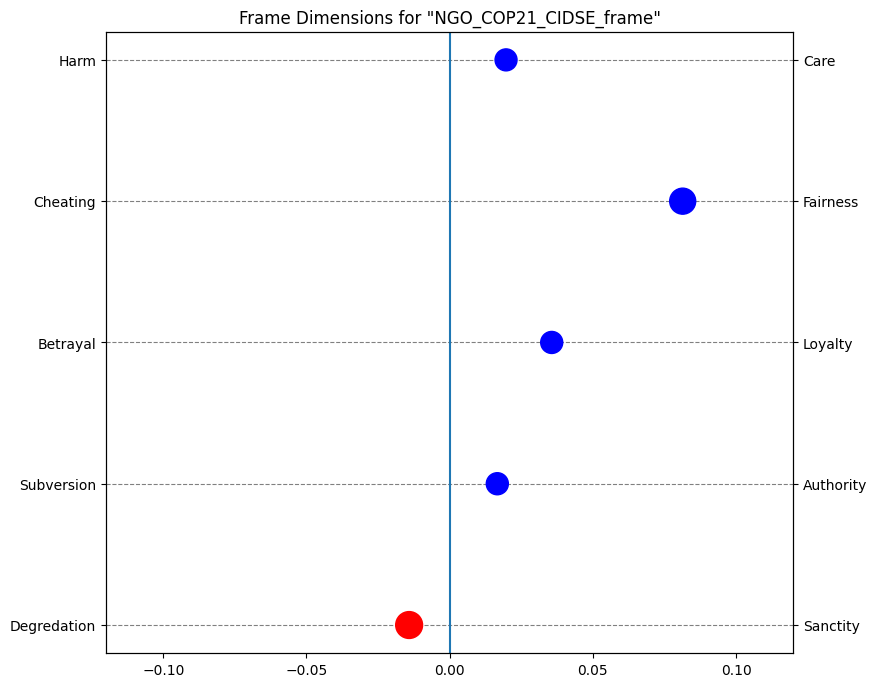 Frame Dimensions for "NGO_COP21_CIDSE_frame"
Harm
Care
Cheating
Fairness
Betrayal
Loyalty
Subversion
Authority
Degredation
Sanctity
−0.10
−0.05
0.00
0.05
0.10